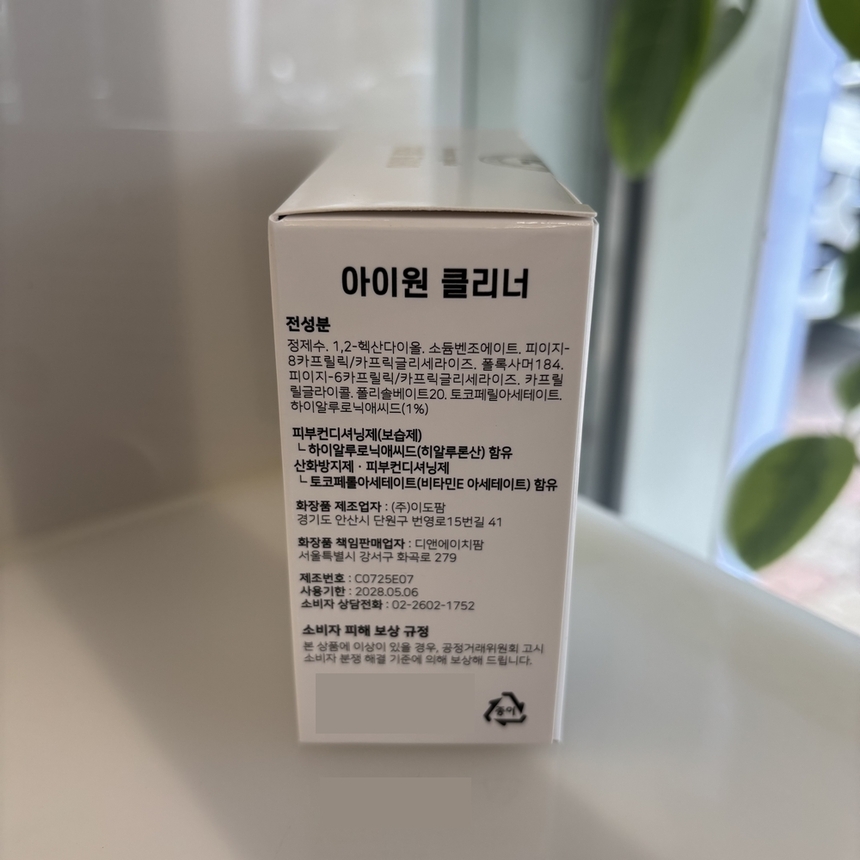 아이원 클리너
전성분
정제수. 1,2-헥산다이올. 소듐벤조에이트. 피이지-
8카프릴릭/카프릭글리세라이즈. 폴록사머184.
피이지-6카프릴릭/카프릭글리세라이즈. 카프릴
릴글라이콜. 폴리솔베이트20. 토코페릴아세테이트.
하이알루로닉애씨드(1%)
피부컨디셔닝제(보습제)
└ 하이알루로닉애씨드(히알루론산) 함유
산화방지제 · 피부컨디셔닝제
└ 토코페롤아세테이트(비타민E 아세테이트) 함유
화장품 제조업자 : (주)이도팜
경기도 안산시 단원구 번영로15번길 41
화장품 책임판매업자 : 디앤에이치팜
서울특별시 강서구 화곡로 279
제조번호 : C0725E07
사용기한 : 2028.05.06
소비자 상담전화 : 02-2602-1752
소비자 피해 보상 규정
본 상품에 이상이 있을 경우, 공정거래위원회 고시
소비자 분쟁 해결 기준에 의해 보상해 드립니다.
종이